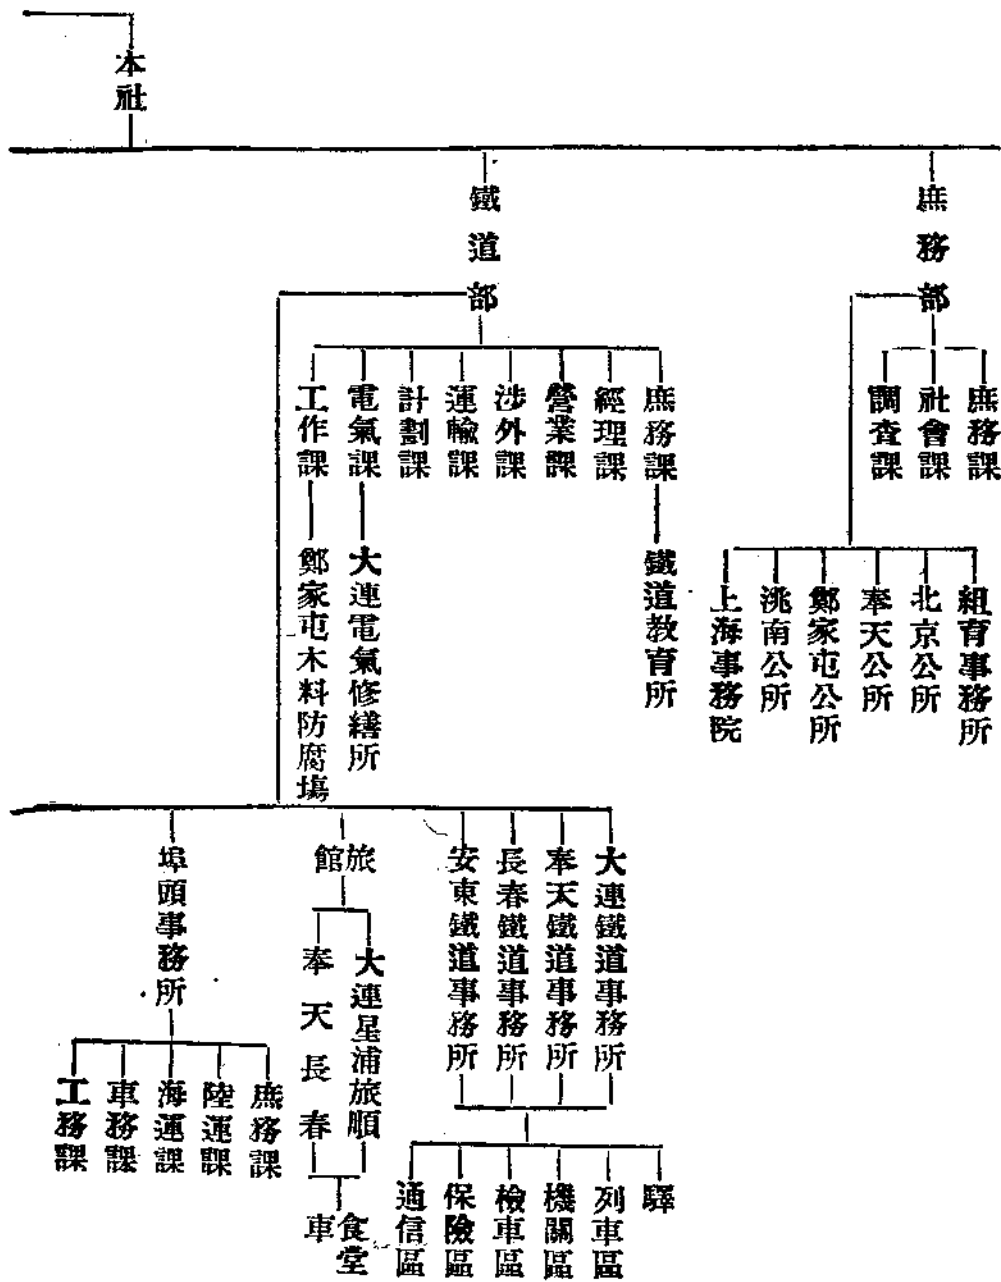 本社
庶務部
庶務課
社會課
調查課
組育事務所
北京公所
奉天公所
鄭家屯公所
洮南公所
上海事務院
鐵道部
庶務課
鐵道教育所
經理課
營業課
涉外課
運輸課
計劃課
電氣課
大連電氣修繕所
工作課
鄭家屯木料防腐塲
大連鐵道事務所
奉天鐵道事務所
長春鐵道事務所
安東鐵道事務所
驛
列車區
機關區
檢車區
保險區
通信區
旅館
大連星浦旅順
奉天長春
食堂車
埠頭事務所
庶務課
陸運課
海運課
車務課
工務課